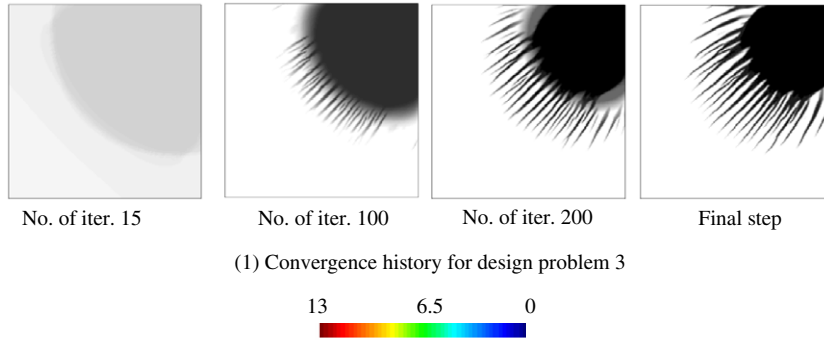 No. of iter. 15
No. of iter. 100
No. of iter. 200
Final step
(1) Convergence history for design problem 3
13 6.5 0